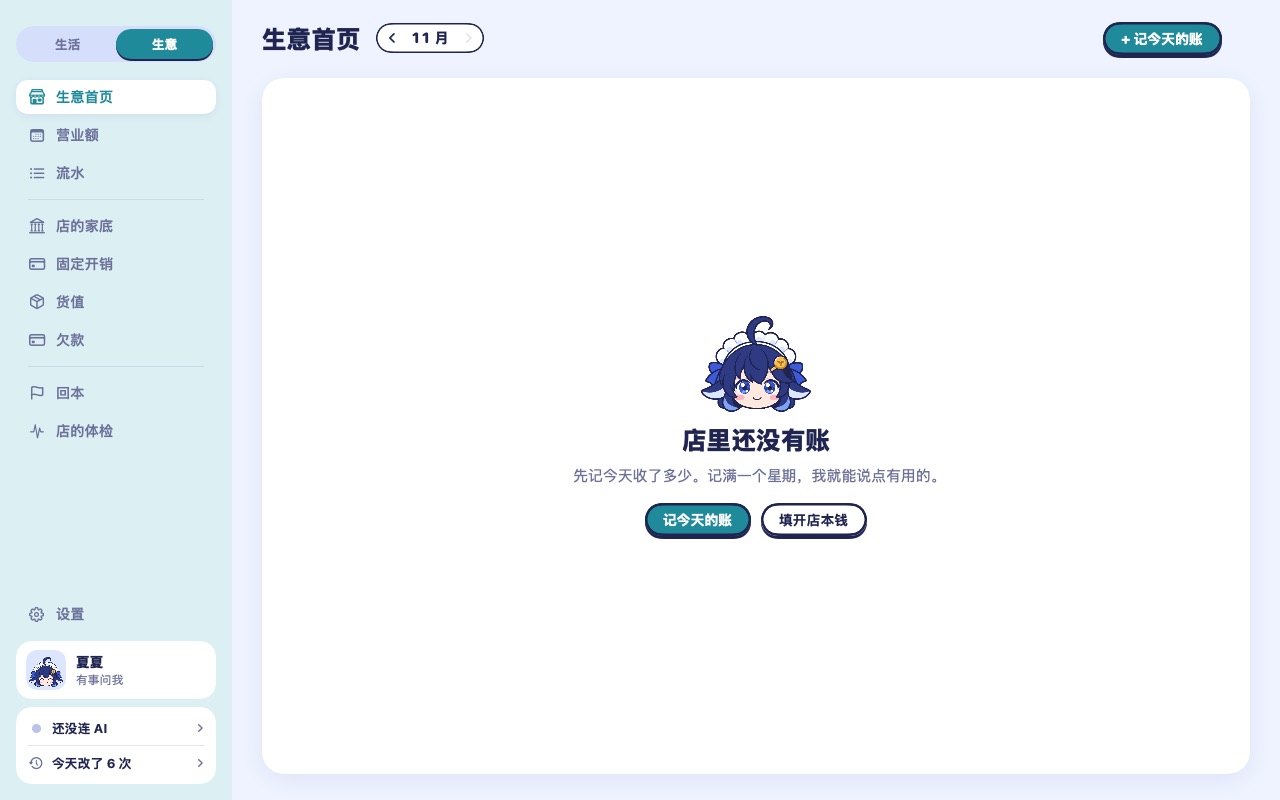 生活
生意
生意首页
营业额
流水
店的家底
固定开销
货值
欠款
回本
店的体检
设置
夏夏
有事问我
还没连 AI
今天改了 6 次
生意首页
11 月
+ 记今天的账
店里还没有账
先记今天收了多少。记满一个星期，我就能说点有用的。
记今天的账
填开店本钱